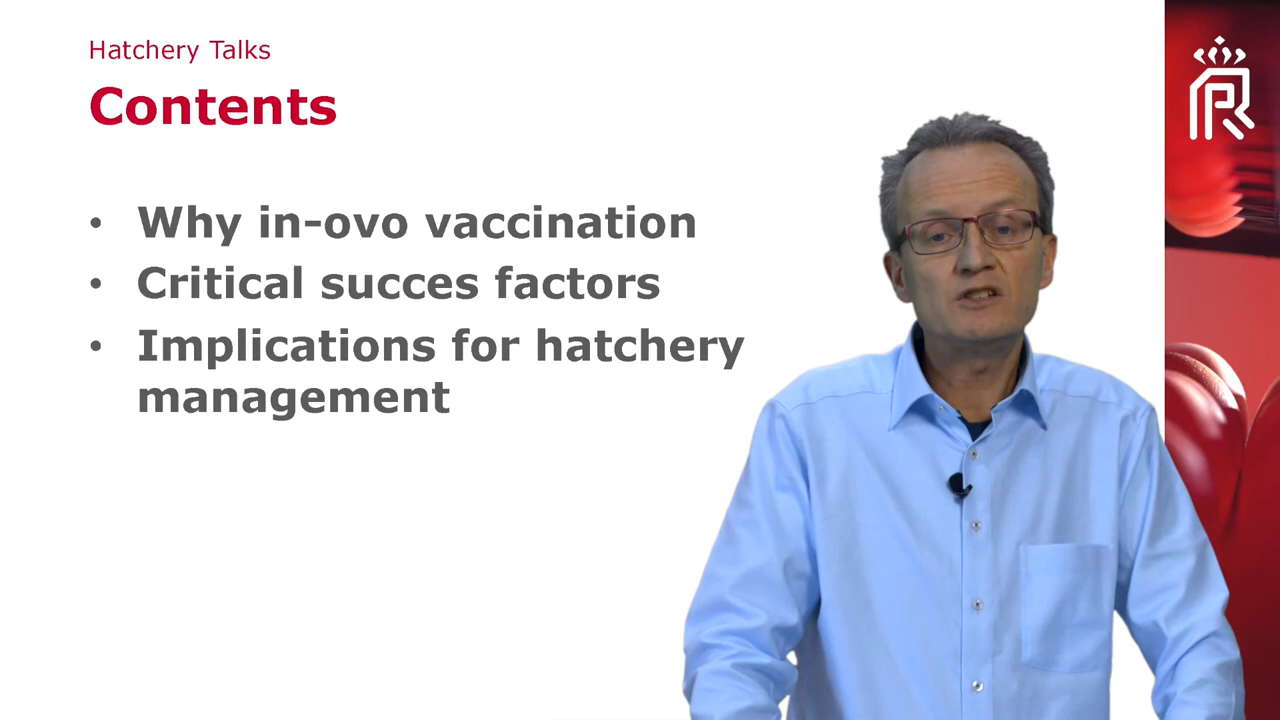 Hatchery Talks
Contents
• Why in-ovo vaccination
• Critical succes factors
• Implications for hatchery
management